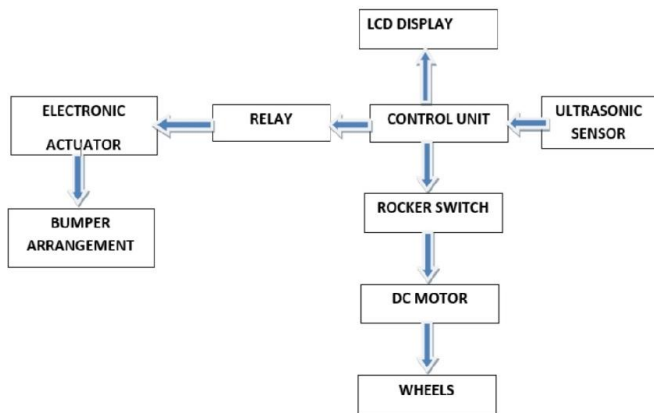 LCD DISPLAY
ELECTRONIC
ACTUATOR
RELAY
CONTROL UNIT
ULTRASONIC
SENSOR
BUMPER
ARRANGEMENT
ROCKER SWITCH
DC MOTOR
WHEELS